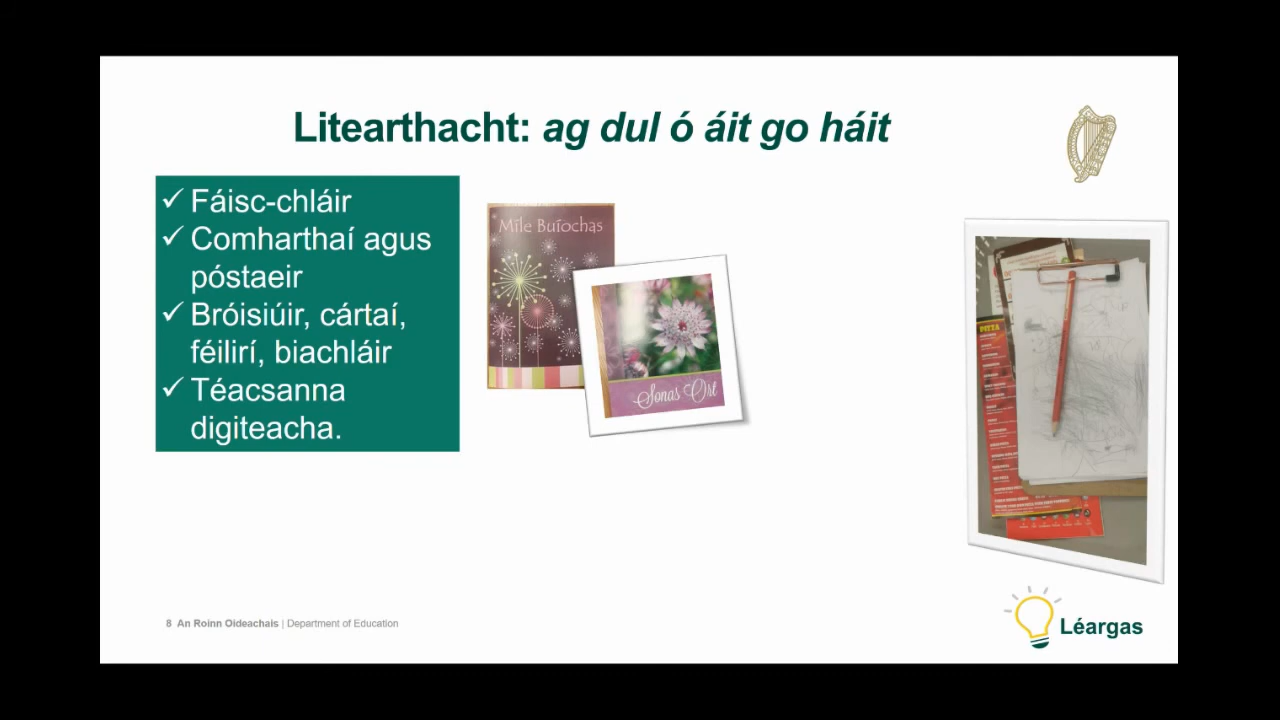 Litearthacht: ag dul ó áit go háit
✓ Fáisc-chláir
✓ Comharthaí agus
póstaeir
✓ Bróisiúir, cártaí,
féilirí, biachláir
✓ Téacsanna
digiteacha.
Míle Buíochas
Sonas Ort
PIZZA
8 An Roinn Oideachais | Department of Education
Léargas